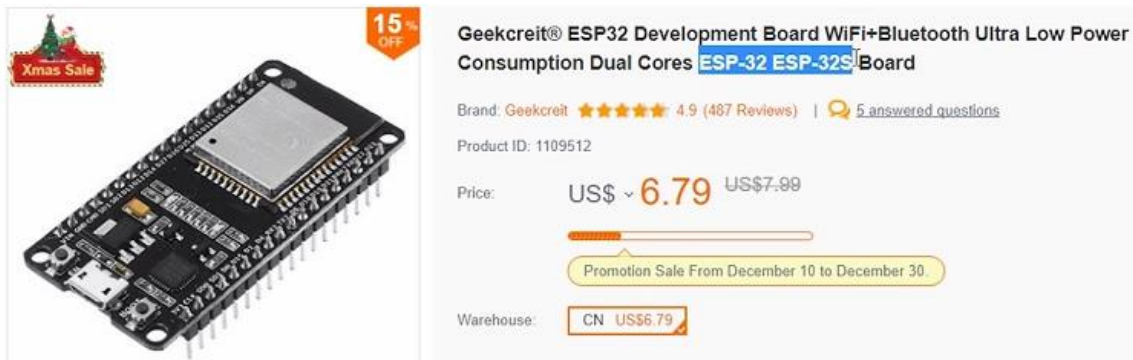 15 %
OFF
Xmas Sale
Geekcreit® ESP32 Development Board WiFi+Bluetooth Ultra Low Power
Consumption Dual Cores ESP-32 ESP-32S Board
Brand: Geekcreit 4.9 (487 Reviews) | 5 answered questions
Product ID: 1109512
Price: US$ 6.79 US$7.99
Promotion Sale From December 10 to December 30.
Warehouse: CN US$6.79